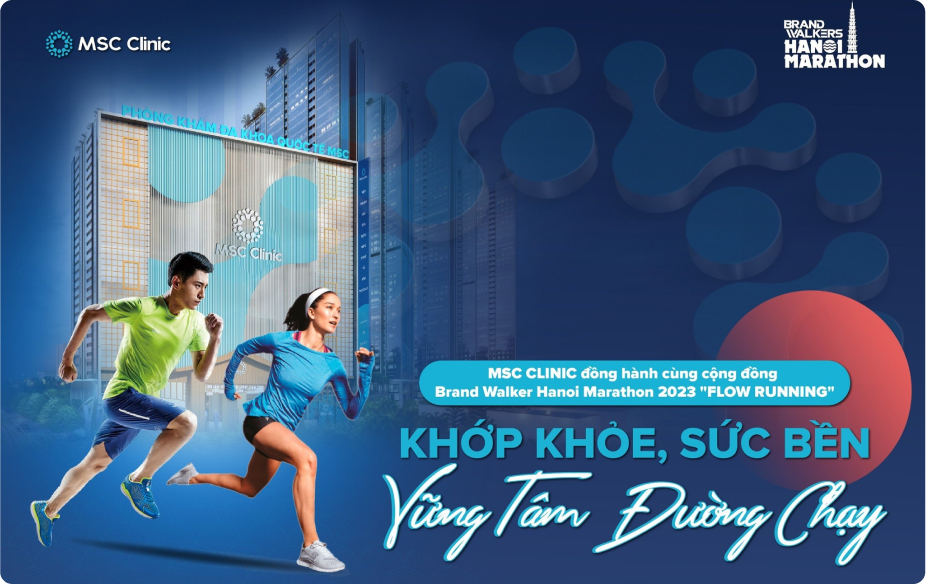 MSC Clinic
BRAND
WALKERS
HANOI
MARATHON
PHÒNG KHÁM ĐA KHOA QUỐC TẾ MSC
MSC Clinic
MSC CLINIC đồng hành cùng cộng đồng
Brand Walker Hanoi Marathon 2023 "FLOW RUNNING"
KHỚP KHỎE, SỨC BỀN
Vững Tâm Đường Chạy